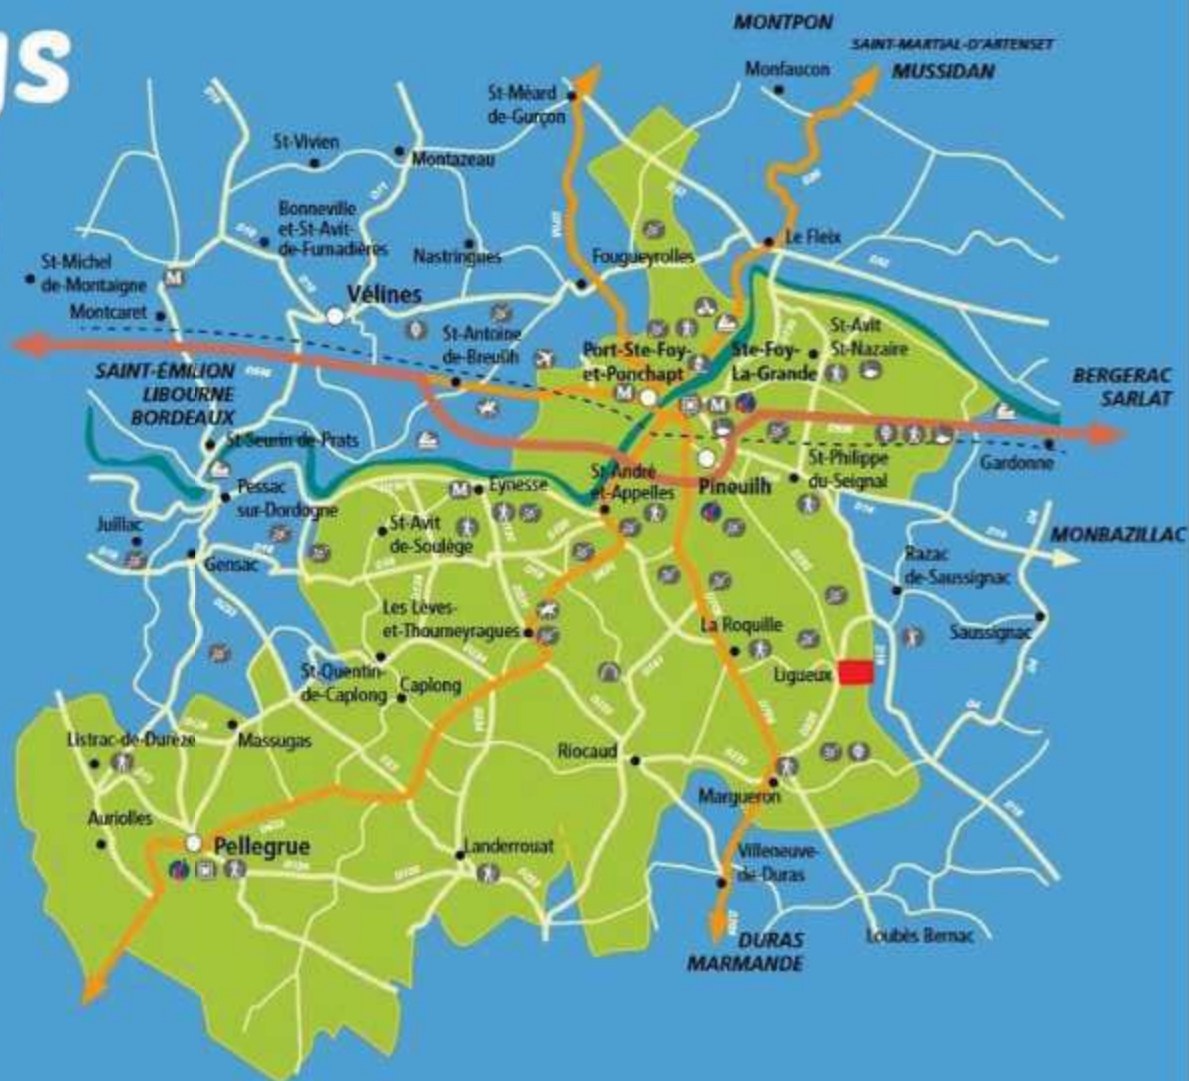 gs
MONTPON
SAINT-MARTIAL-D'ARTENSET
MUSSIDAN
Monfaucon
St-Méard
de-Gurçon
St-Vivien
Montazeau
Bonneville
et-St-Avit-
de-Fumadières
Nastringues
Fougueyrolles
Le Fleix
St-Michel
de-Montaigne
Montcaret
Vélines
St-Antoine
de-Breuilh
Port-Ste-Foy-
et-Ponchapt
Ste-Foy-
La-Grande
St-Avit
St-Nazaire
SAINT-ÉMILION
LIBOURNE
BORDEAUX
BERGERAC
SARLAT
St-Seurin-de-Prats
Gardonne
St-Philippe
du-Seignal
Pineuilh
St-André
et-Appelles
Eynesse
Pessac
sur-Dordogne
Juillac
St-Avit
de-Soulège
Gensac
MONBAZILLAC
Razac
de-Saussignac
Saussignac
Les Lèves-
et-Thoumeyragues
La Roquille
Ligueux
St-Quentin-
de-Caplong
Caplong
Listrac-de-Durèze
Massugas
Riocaud
Margueron
Auriolles
Pellegrue
Landerrouat
Villeneuve-
de-Duras
Loubès Bernac
DURAS
MARMANDE